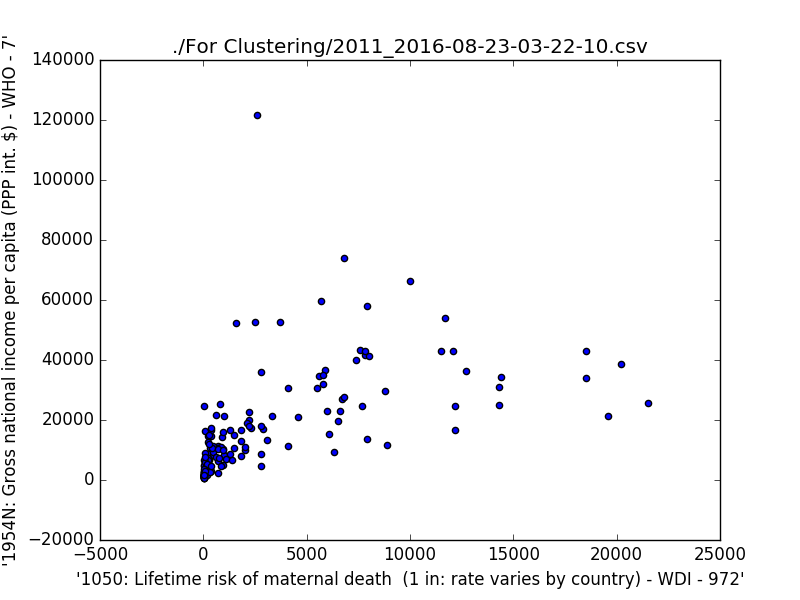 ./For Clustering/2011_2016-08-23-03-22-10.csv
'1954N: Gross national income per capita (PPP int. $) - WHO - 7'
140000
120000
100000
80000
60000
40000
20000
0
−20000
−5000 0 5000 10000 15000 20000 25000
'1050: Lifetime risk of maternal death  (1 in: rate varies by country) - WDI - 972'